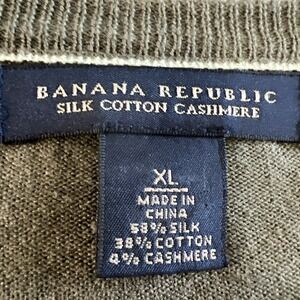 BANANA REPUBLIC
SILK COTTON CASHMERE
XL
MADE IN
CHINA
58% SILK
38% COTTON
4% CASHMERE